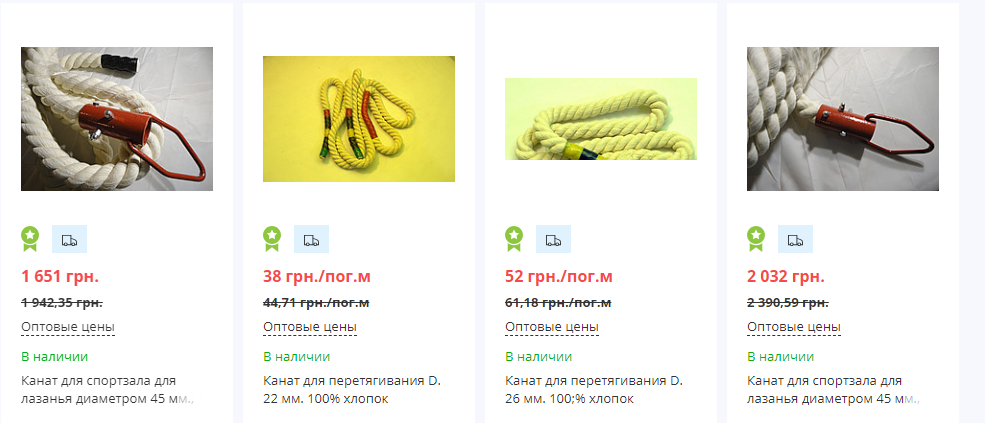 1 651 грн.
1 942,35 грн.
Оптовые цены
В наличии
Канат для спортзала для
лазанья диаметром 45 мм.,
38 грн./пог.м
44,71 грн./пог.м
Оптовые цены
В наличии
Канат для перетягивания D.
22 мм. 100% хлопок
52 грн./пог.м
61,18 грн./пог.м
Оптовые цены
В наличии
Канат для перетягивания D.
26 мм. 100;% хлопок
2 032 грн.
2 390,59 грн.
Оптовые цены
В наличии
Канат для спортзала для
лазанья диаметром 45 мм.,